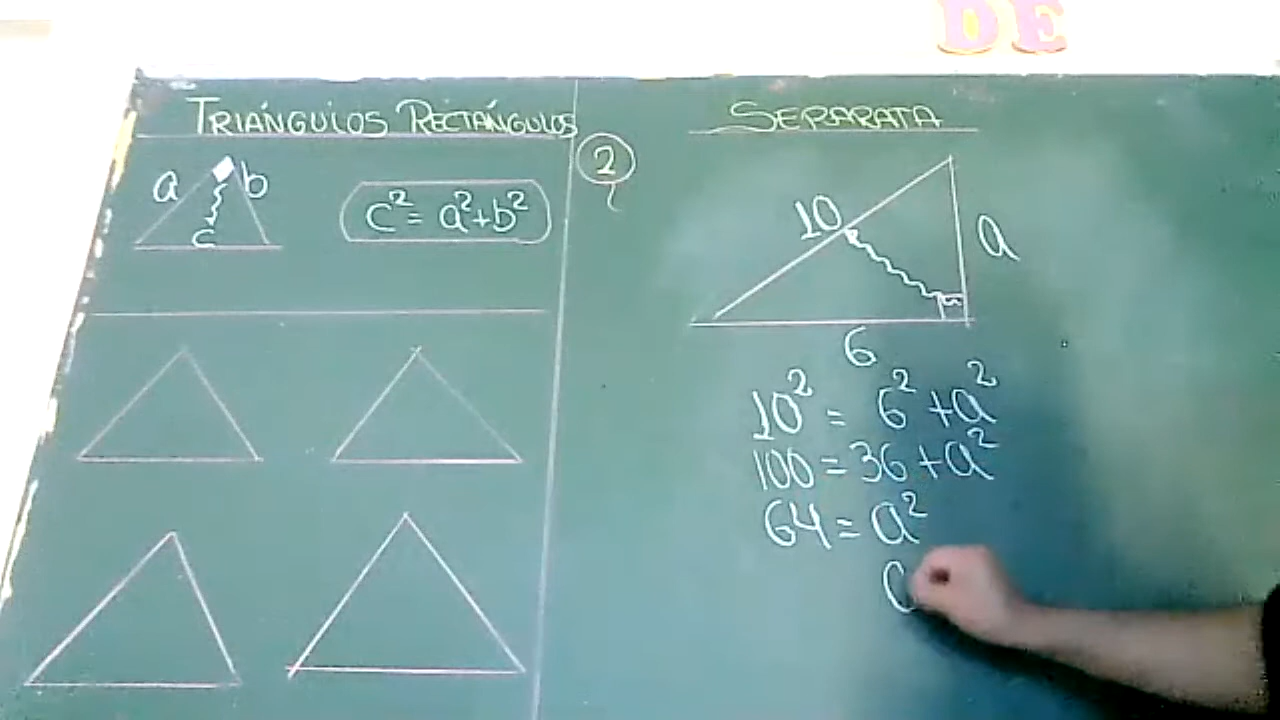 DE
TRIÁNGULOS RECTÁNGULOS
a b
c
c² = a² + b²
2
SEPARATA
10
a
6
10² = 6² + a²
100 = 36 + a²
64 = a²
a